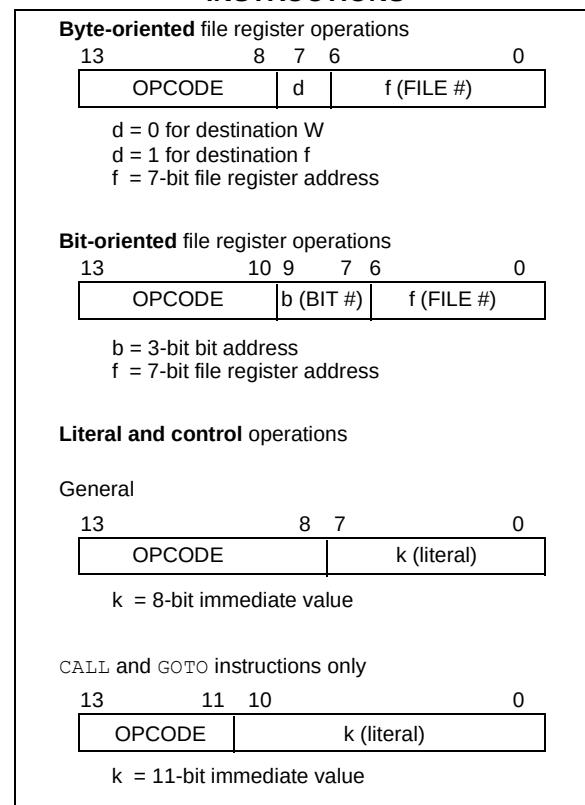 INSTRUCTIONS
Byte-oriented file register operations
13 8 7 6 0
OPCODE d f (FILE #)
d = 0 for destination W
d = 1 for destination f
f = 7-bit file register address
Bit-oriented file register operations
13 10 9 7 6 0
OPCODE b (BIT #) f (FILE #)
b = 3-bit bit address
f = 7-bit file register address
Literal and control operations
General
13 8 7 0
OPCODE k (literal)
k = 8-bit immediate value
CALL and GOTO instructions only
13 11 10 0
OPCODE k (literal)
k = 11-bit immediate value